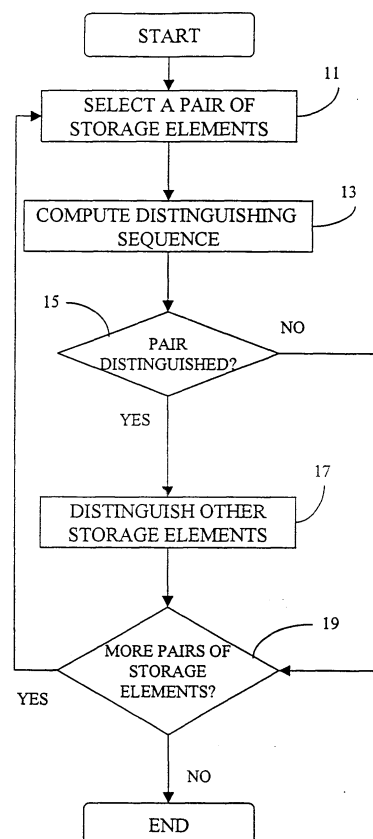 START
11
SELECT A PAIR OF
STORAGE ELEMENTS
13
COMPUTE DISTINGUISHING
SEQUENCE
15
NO
PAIR
DISTINGUISHED?
YES
17
DISTINGUISH OTHER
STORAGE ELEMENTS
19
MORE PAIRS OF
STORAGE
ELEMENTS?
YES
NO
END